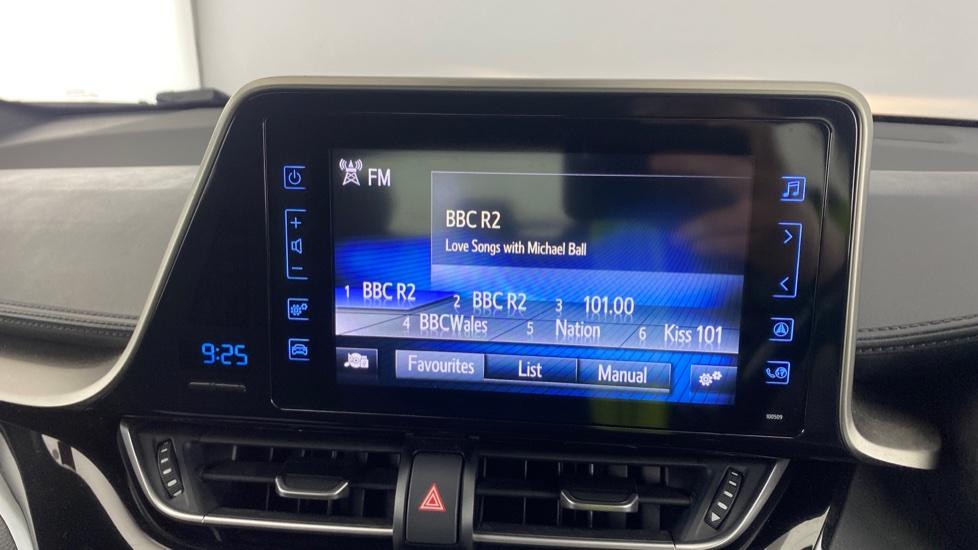 FM
BBC R2
Love Songs with Michael Ball
1 BBC R2 2 BBC R2 3 101.00
4 BBCWales 5 Nation 6 Kiss 101
Favourites List Manual
9:25
100509